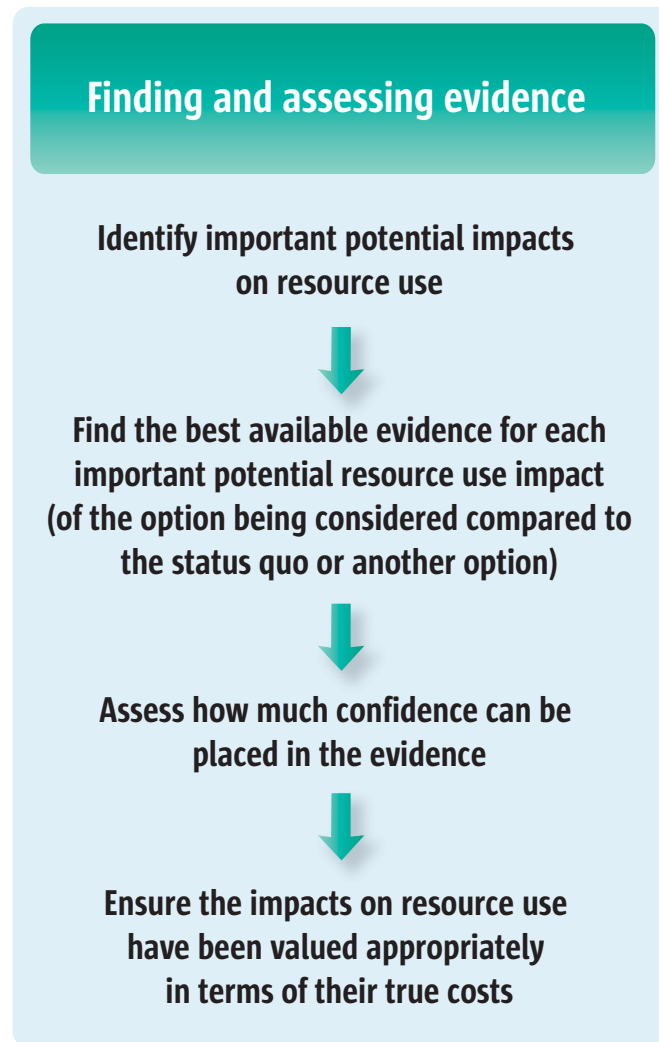 Finding and assessing evidence
Identify important potential impacts
on resource use
Find the best available evidence for each
important potential resource use impact
(of the option being considered compared to
the status quo or another option)
Assess how much confidence can be
placed in the evidence
Ensure the impacts on resource use
have been valued appropriately
in terms of their true costs